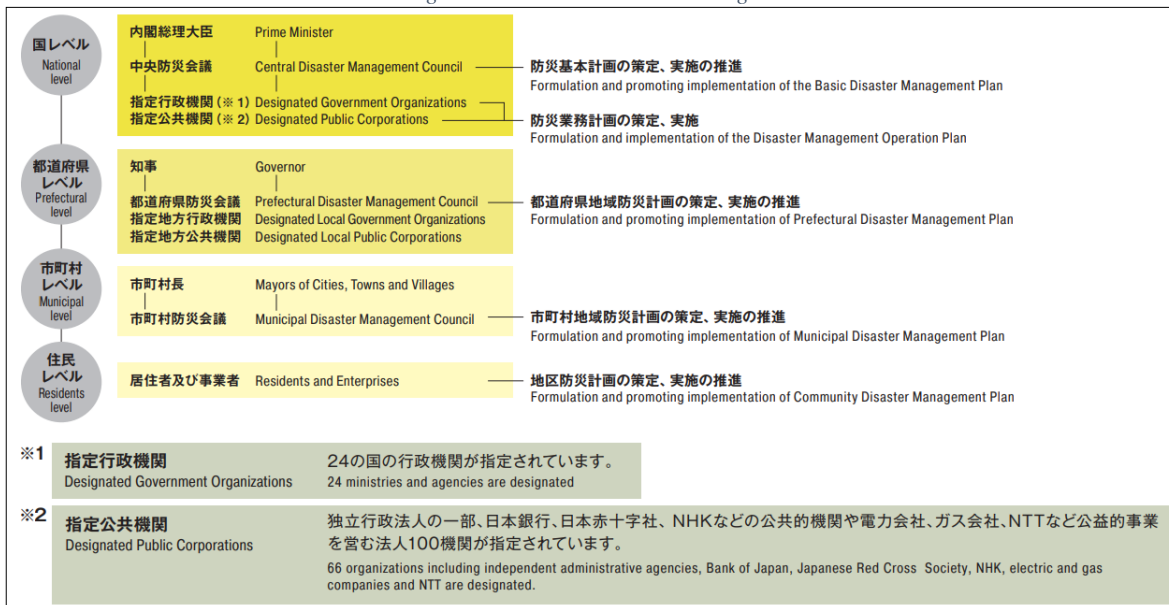 国レベル
National
level
内閣総理大臣 Prime Minister
中央防災会議 Central Disaster Management Council
防災基本計画の策定、実施の推進
Formulation and promoting implementation of the Basic Disaster Management Plan
指定行政機関(※1) Designated Government Organizations
指定公共機関(※2) Designated Public Corporations
防災業務計画の策定、実施
Formulation and implementation of the Disaster Management Operation Plan
都道府県
レベル
Prefectural
level
知事 Governor
都道府県防災会議 Prefectural Disaster Management Council
指定地方行政機関 Designated Local Government Organizations
指定地方公共機関 Designated Local Public Corporations
都道府県地域防災計画の策定、実施の推進
Formulation and promoting implementation of Prefectural Disaster Management Plan
市町村
レベル
Municipal
level
市町村長 Mayors of Cities, Towns and Villages
市町村防災会議 Municipal Disaster Management Council
市町村地域防災計画の策定、実施の推進
Formulation and promoting implementation of Municipal Disaster Management Plan
住民
レベル
Residents
level
居住者及び事業者 Residents and Enterprises
地区防災計画の策定、実施の推進
Formulation and promoting implementation of Community Disaster Management Plan
※1 指定行政機関 24の国の行政機関が指定されています。
Designated Government Organizations 24 ministries and agencies are designated
※2 指定公共機関 独立行政法人の一部、日本銀行、日本赤十字社、NHKなどの公共的機関や電力会社、ガス会社、NTTなど公益的事業
Designated Public Corporations を営む法人100機関が指定されています。
66 organizations including independent administrative agencies, Bank of Japan, Japanese Red Cross Society, NHK, electric and gas
companies and NTT are designated.